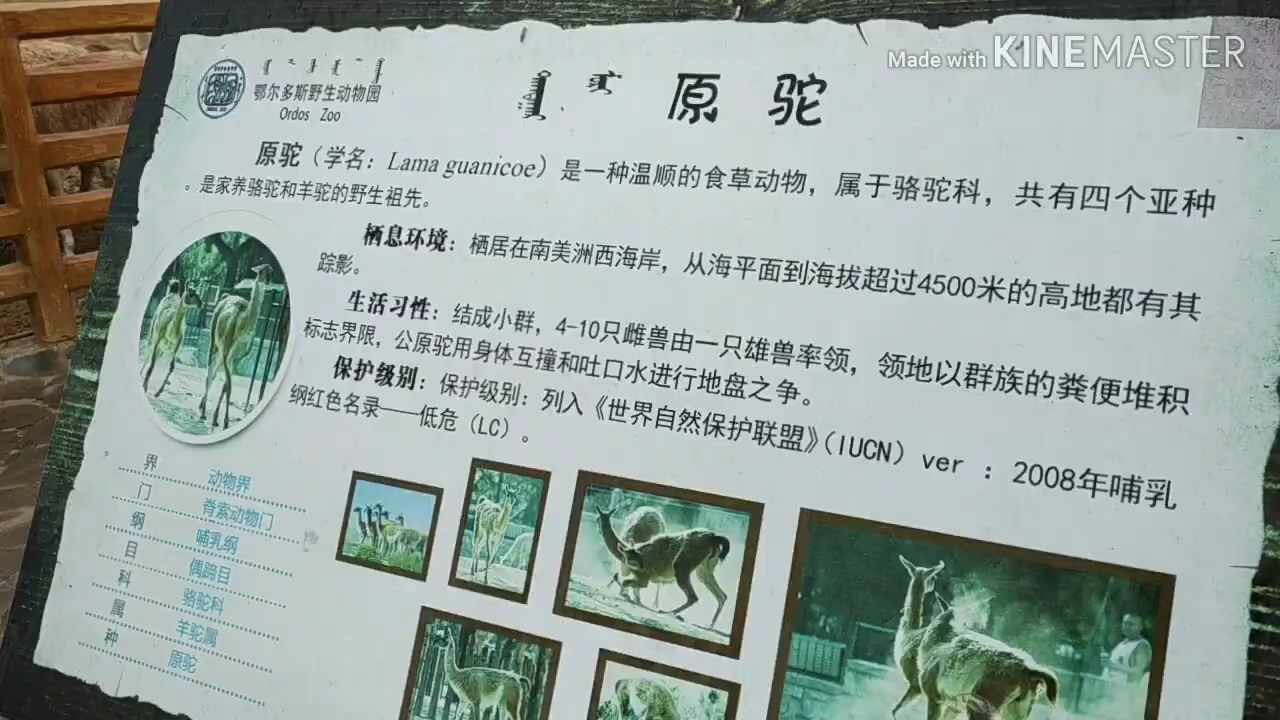 Made with KINEMASTER
鄂尔多斯野生动物园
Ordos Zoo
原驼
原驼（学名：Lama guanicoe）是一种温顺的食草动物，属于骆驼科，共有四个亚种
。是家养骆驼和羊驼的野生祖先。
栖息环境：栖居在南美洲西海岸，从海平面到海拔超过4500米的高地都有其
踪影。
生活习性：结成小群，4-10只雌兽由一只雄兽率领，领地以群族的粪便堆积
标志界限，公原驼用身体互撞和吐口水进行地盘之争。
保护级别：保护级别：列入《世界自然保护联盟》（IUCN）ver ：2008年哺乳
纲红色名录——低危（LC）。
界 动物界
门 脊索动物门
纲 哺乳纲
目 偶蹄目
科 骆驼科
属 羊驼属
种 原驼